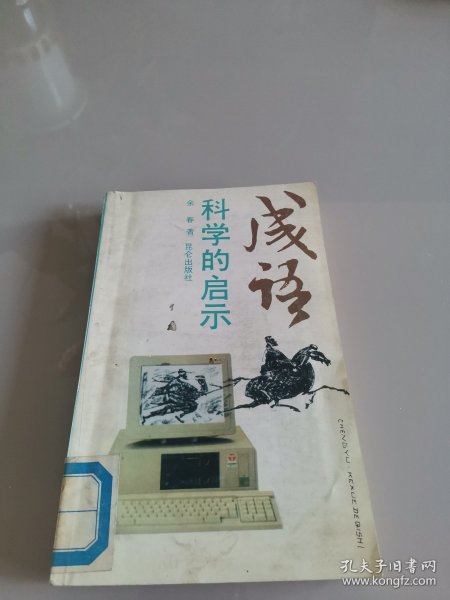 成语
科学的启示
余春著 昆仑出版社
CHENGYU KEXUE DE QISHI
孔夫子旧书网
www.kongfz.com